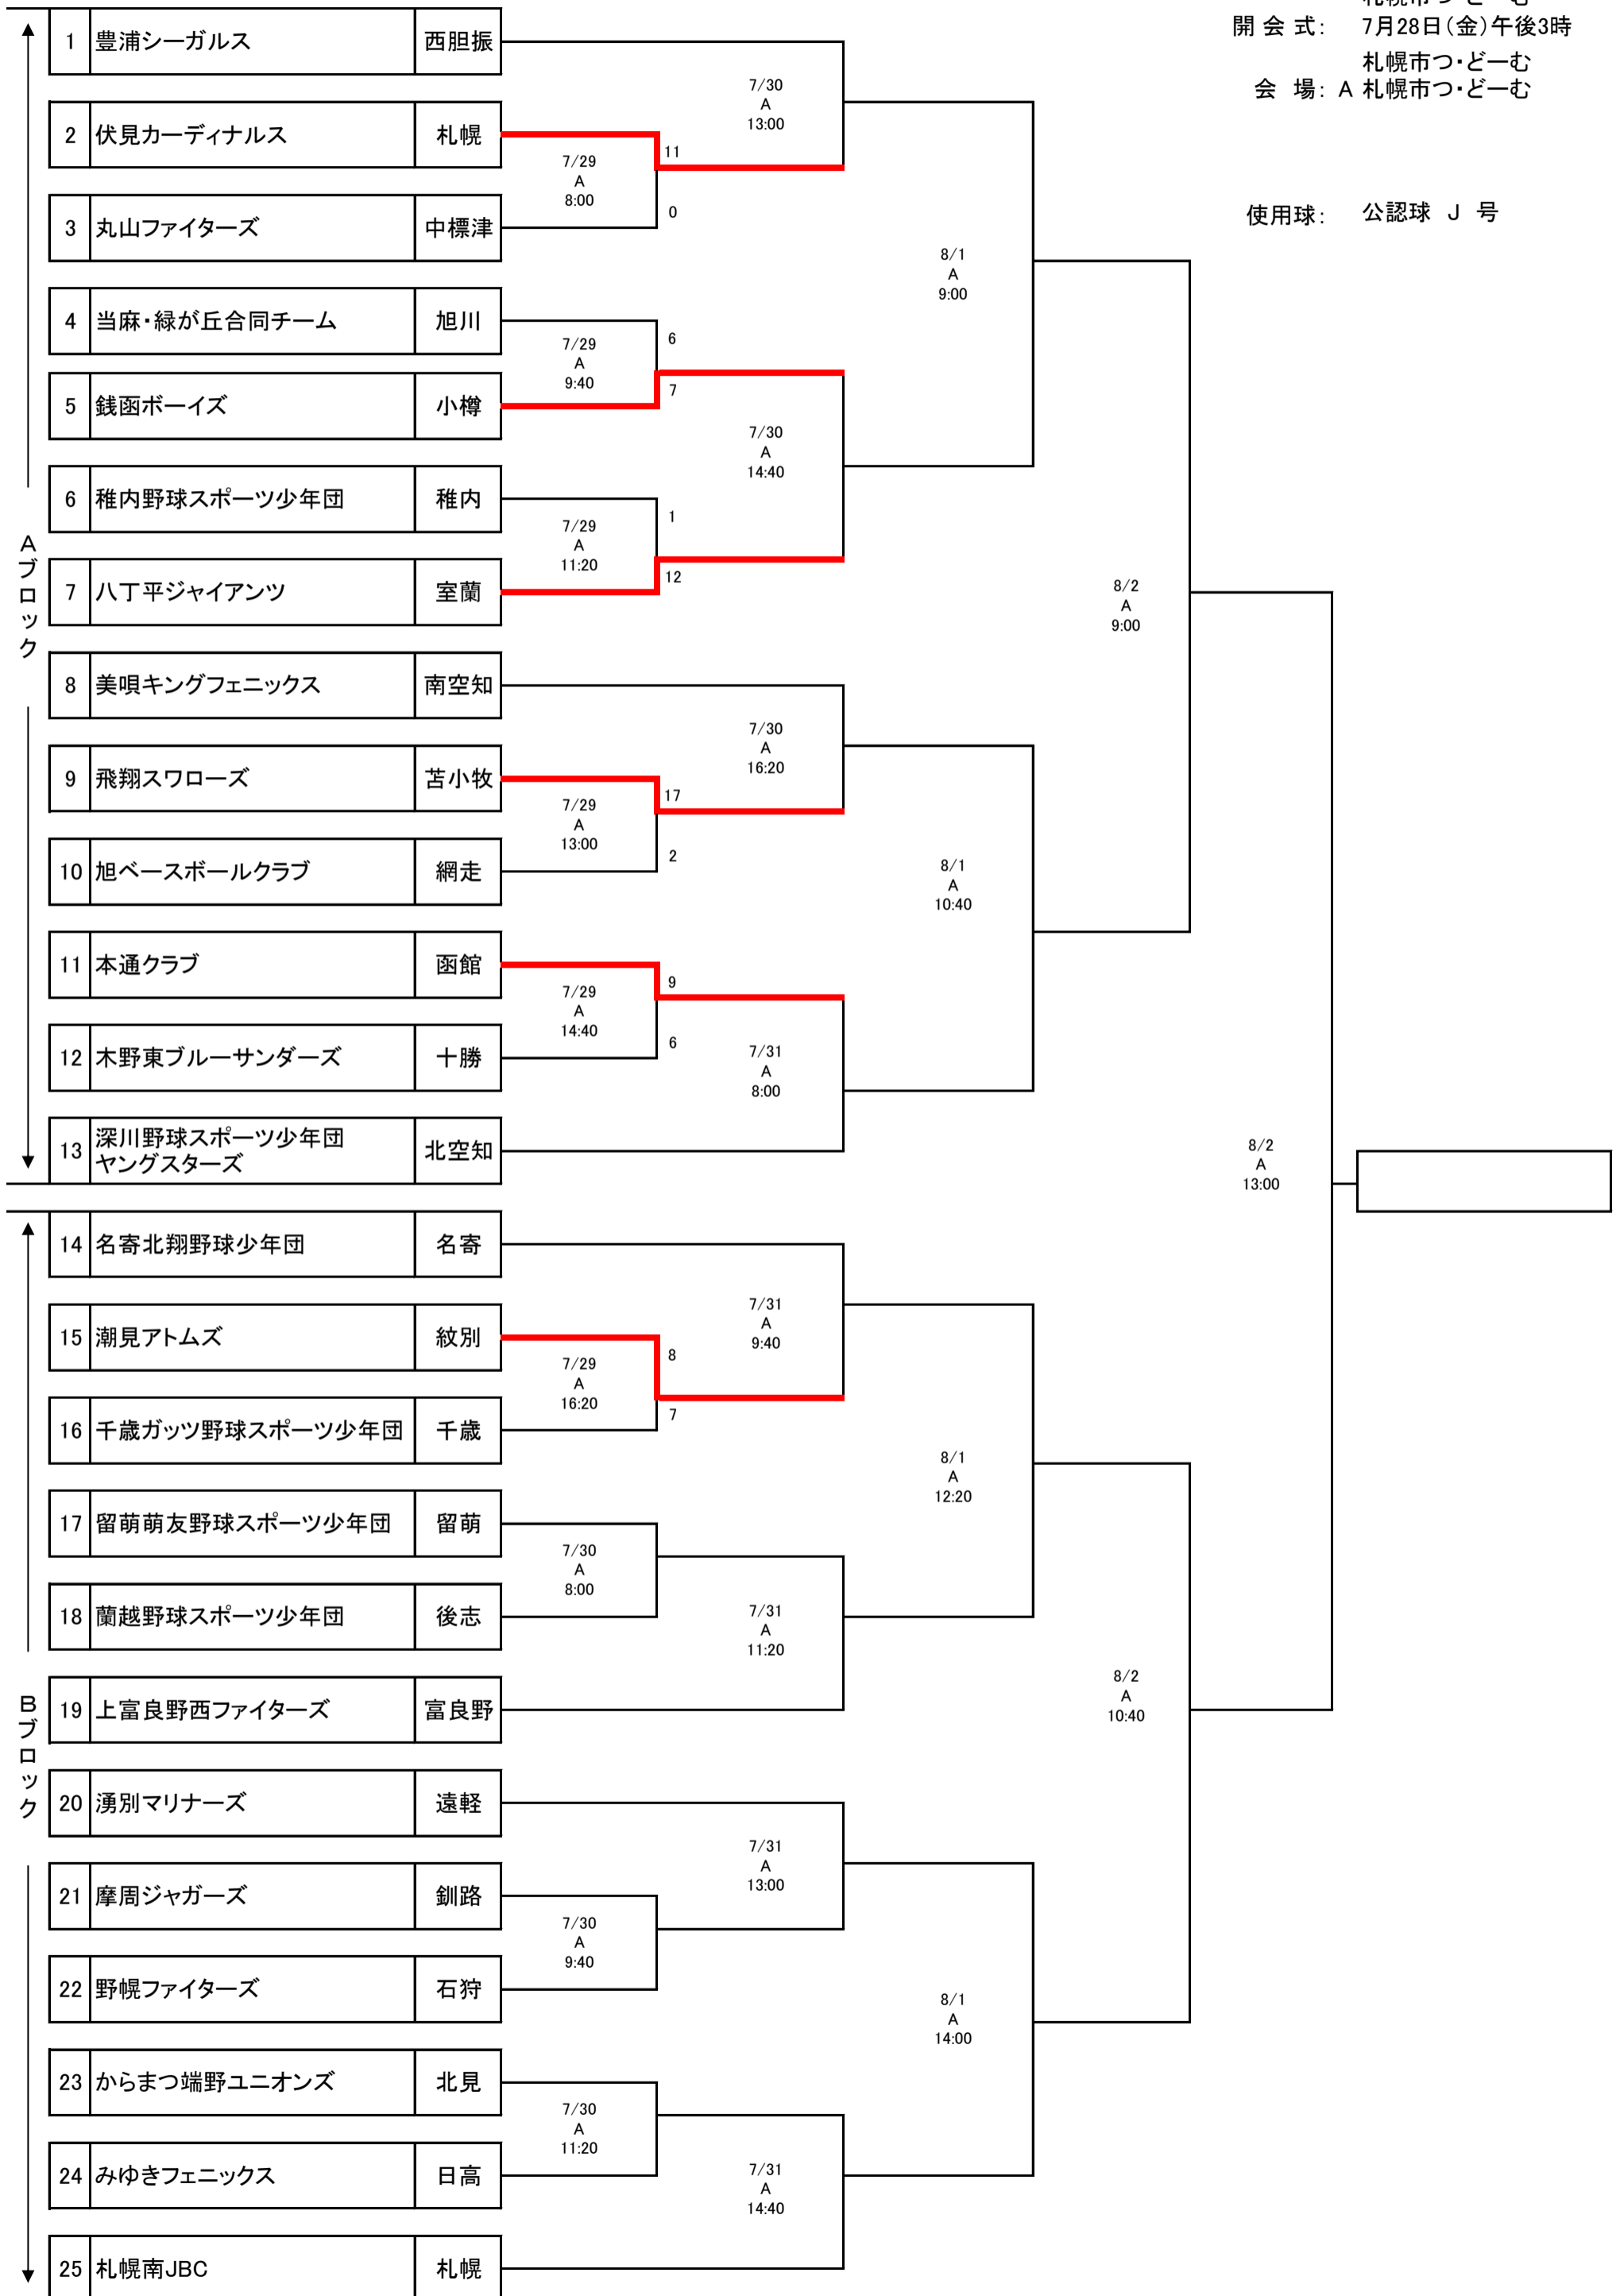 札幌市つ・どーむ
開 会 式： 7月28日（金）午後3時
札幌市つ・どーむ
会 場： A 札幌市つ・どーむ
使用球： 公認球 J 号
Aブロック
1 豊浦シーガルス 西胆振
7/30
A
13:00
2 伏見カーディナルス 札幌
11
7/29
A
8:00
0
3 丸山ファイターズ 中標津
8/1
A
9:00
4 当麻・緑が丘合同チーム 旭川
6
7/29
A
9:40
7
5 銭函ボーイズ 小樽
7/30
A
14:40
6 稚内野球スポーツ少年団 稚内
1
7/29
A
11:20
12
7 八丁平ジャイアンツ 室蘭
8/2
A
9:00
8 美唄キングフェニックス 南空知
7/30
A
16:20
9 飛翔スワローズ 苫小牧
17
7/29
A
13:00
2
10 旭ベースボールクラブ 網走
8/1
A
10:40
11 本通クラブ 函館
9
7/29
A
14:40
6
12 木野東ブルーサンダーズ 十勝
7/31
A
8:00
13 深川野球スポーツ少年団
ヤングスターズ 北空知
8/2
A
13:00
Bブロック
14 名寄北翔野球少年団 名寄
7/31
A
9:40
15 潮見アトムズ 紋別
8
7/29
A
16:20
7
16 千歳ガッツ野球スポーツ少年団 千歳
8/1
A
12:20
17 留萌萌友野球スポーツ少年団 留萌
7/30
A
8:00
18 蘭越野球スポーツ少年団 後志
7/31
A
11:20
19 上富良野西ファイターズ 富良野
8/2
A
10:40
20 湧別マリナーズ 遠軽
7/31
A
13:00
21 摩周ジャガーズ 釧路
7/30
A
9:40
22 野幌ファイターズ 石狩
8/1
A
14:00
23 からまつ端野ユニオンズ 北見
7/30
A
11:20
24 みゆきフェニックス 日高
7/31
A
14:40
25 札幌南JBC 札幌